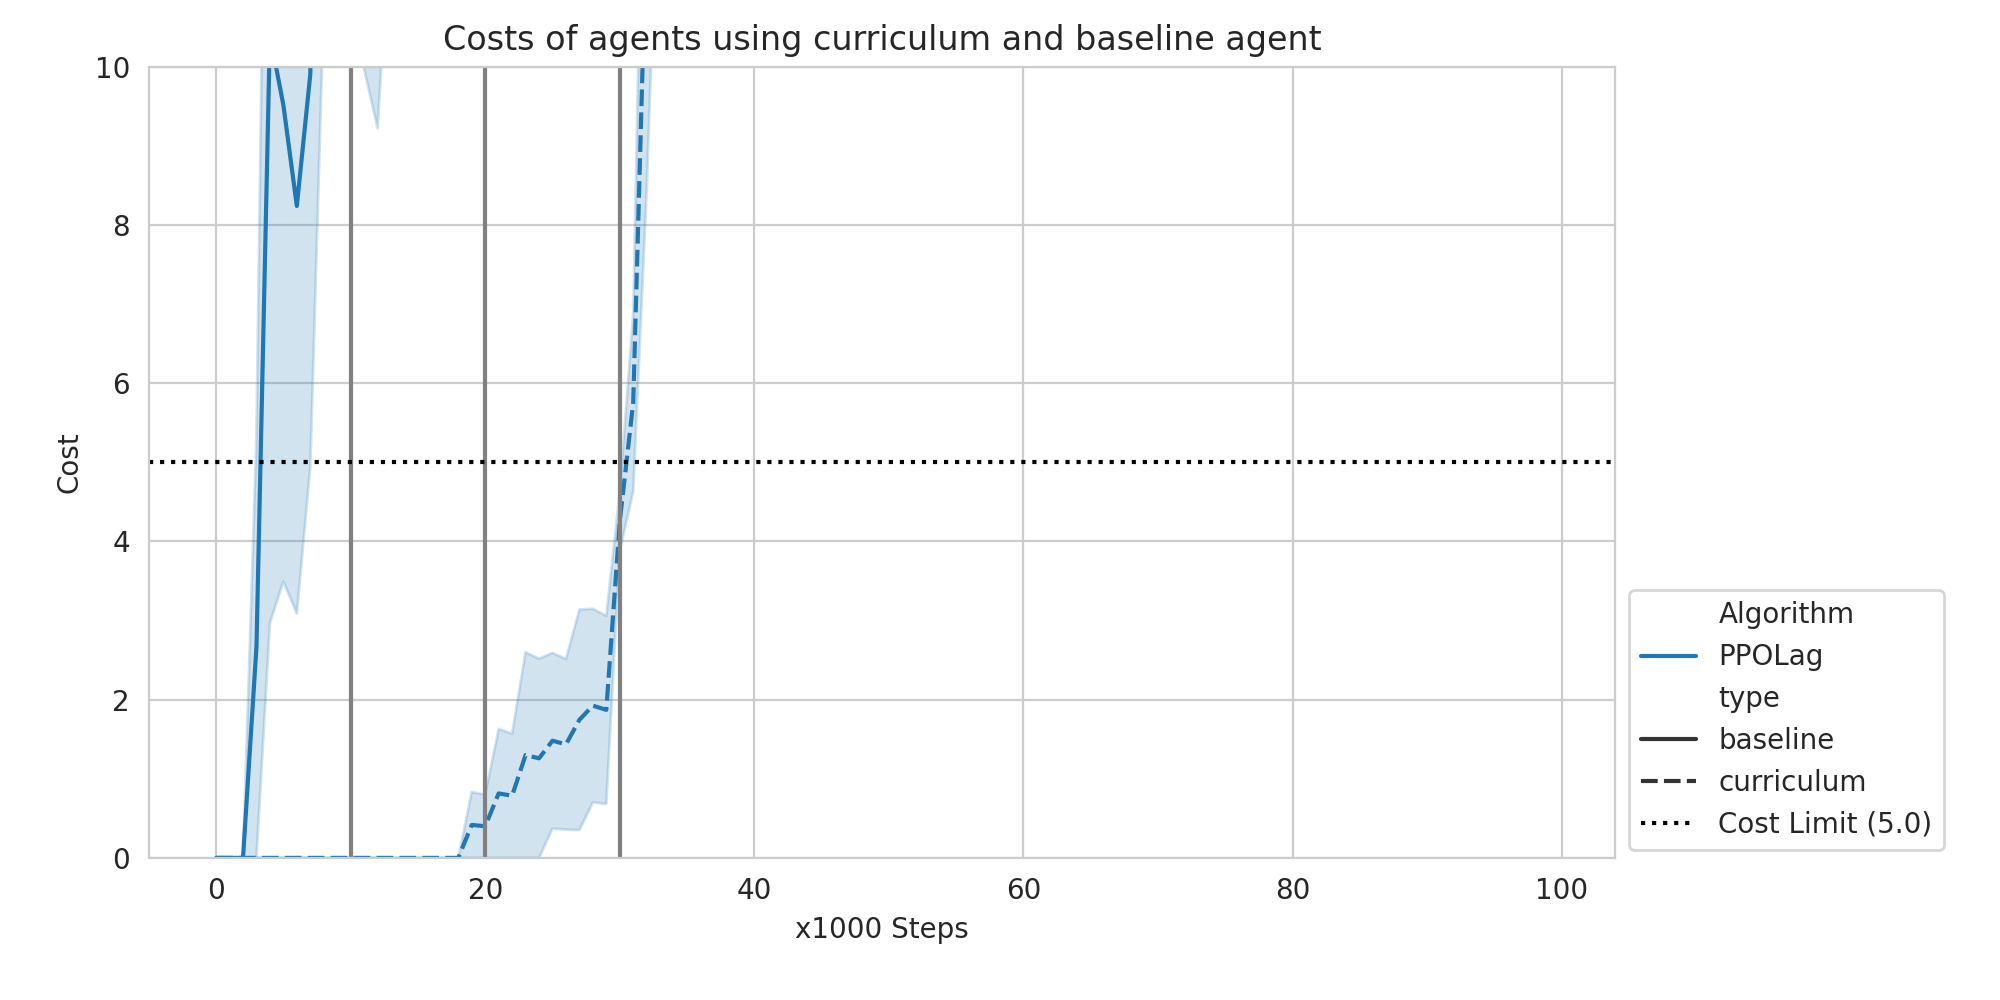 Costs of agents using curriculum and baseline agent
10
8
6
4
2
0
Cost
0 20 40 60 80 100
x1000 Steps
Algorithm
PPOLag
type
baseline
curriculum
Cost Limit (5.0)